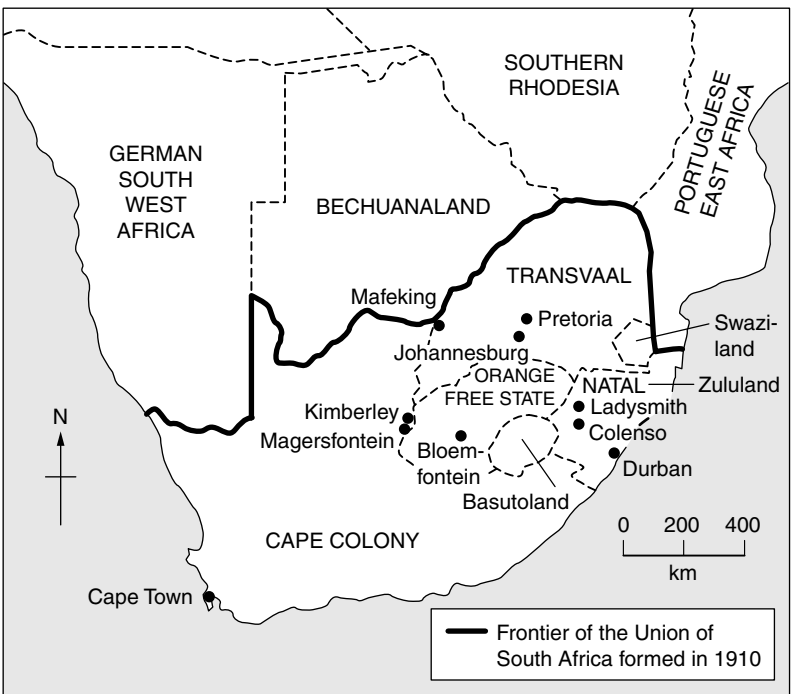 SOUTHERN
RHODESIA
PORTUGUESE
EAST AFRICA
GERMAN
SOUTH
WEST
AFRICA
BECHUANALAND
TRANSVAAL
Mafeking
Pretoria
Swazi-
land
Johannesburg
ORANGE
FREE STATE
NATAL
Zululand
Kimberley
Ladysmith
Magersfontein
Colenso
Bloem-
fontein
Durban
Basutoland
N
CAPE COLONY
0 200 400
km
Cape Town
Frontier of the Union of
South Africa formed in 1910